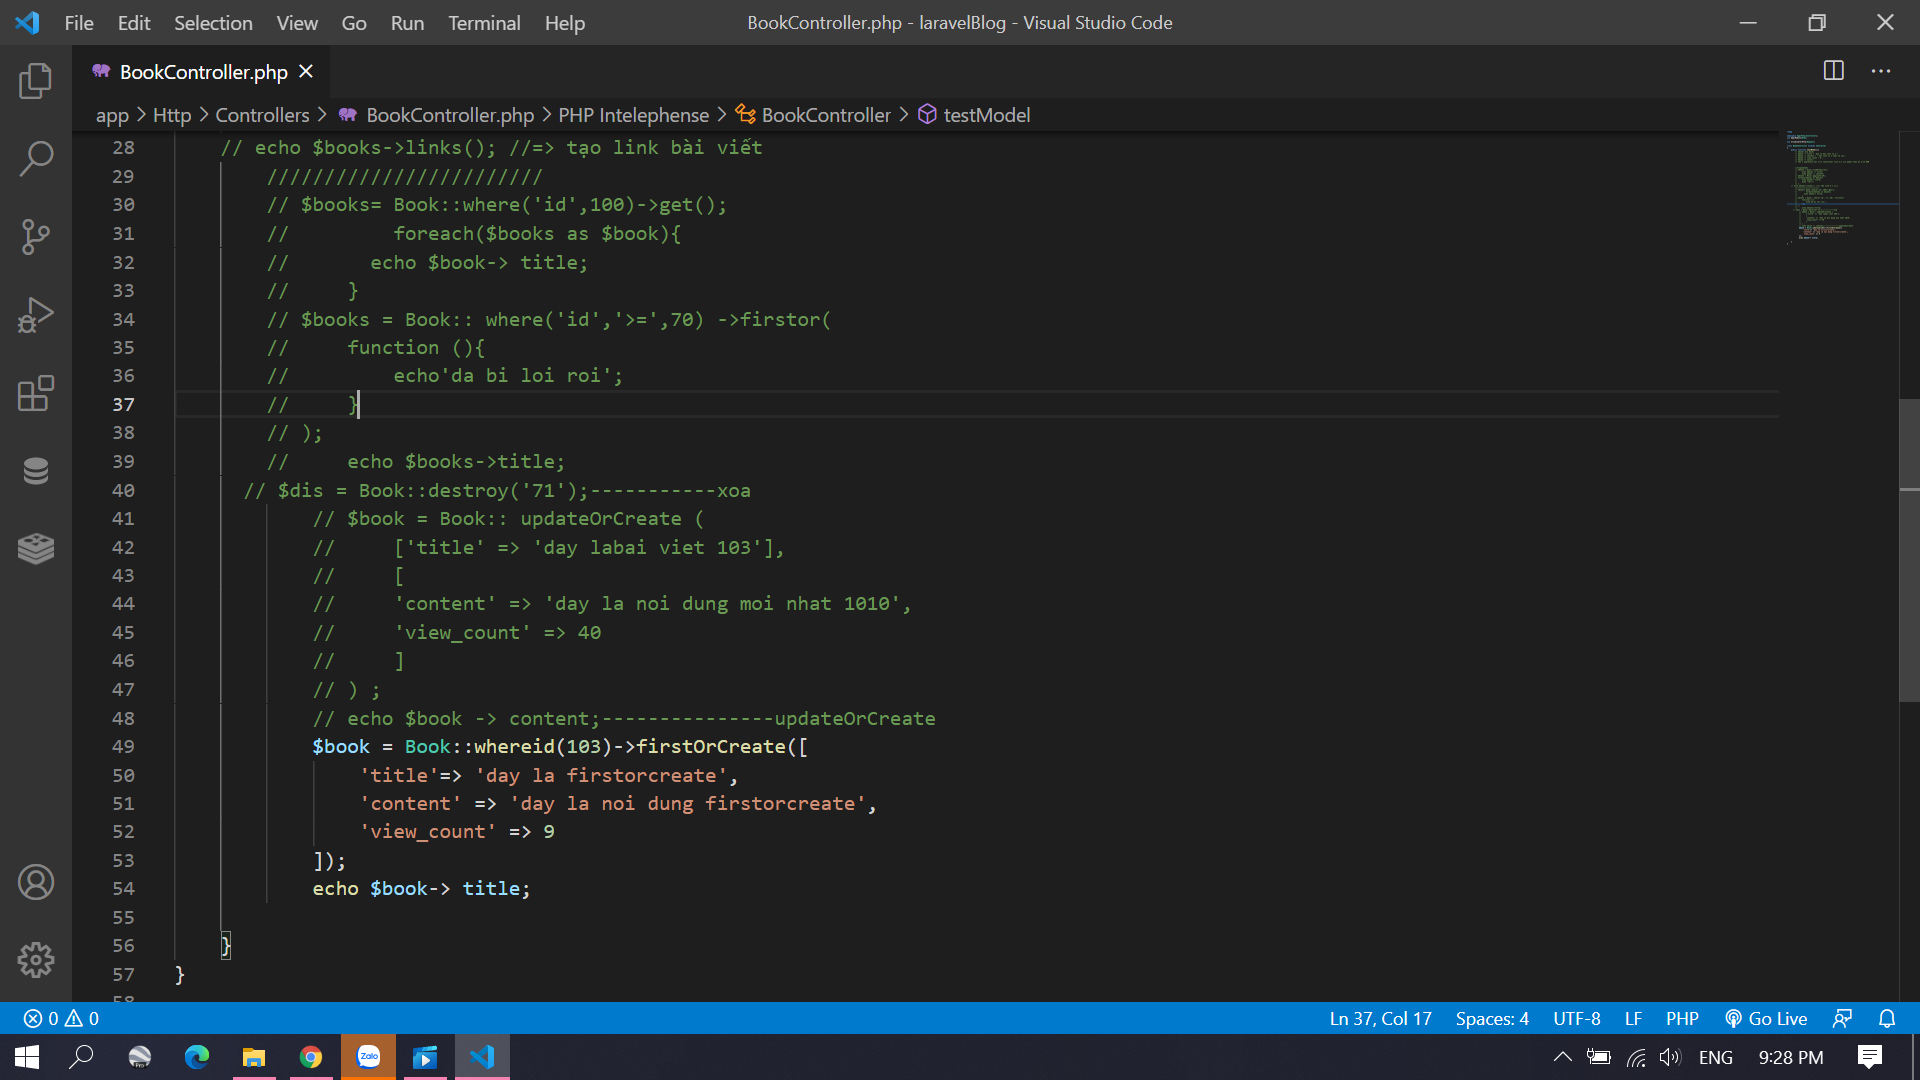 File Edit Selection View Go Run Terminal Help BookController.php - laravelBlog - Visual Studio Code
BookController.php
app > Http > Controllers > BookController.php > PHP Intelephense > BookController > testModel
28 // echo $books->links(); //=> tạo link bài viết
29 ////////////////////////
30 // $books= Book::where('id',100)->get();
31 // foreach($books as $book){
32 // echo $book-> title;
33 // }
34 // $books = Book:: where('id','>=',70) ->firstor(
35 // function (){
36 // echo'da bi loi roi';
37 // }
38 // );
39 // echo $books->title;
40 // $dis = Book::destroy('71');-----------xoa
41 // $book = Book:: updateOrCreate (
42 // ['title' => 'day labai viet 103'],
43 // [
44 // 'content' => 'day la noi dung moi nhat 1010',
45 // 'view_count' => 40
46 // ]
47 // ) ;
48 // echo $book -> content;---------------updateOrCreate
49 $book = Book::whereid(103)->firstOrCreate([
50 'title'=> 'day la firstorcreate',
51 'content' => 'day la noi dung firstorcreate',
52 'view_count' => 9
53 ]);
54 echo $book-> title;
55
56 }
57 }
58
0 0 Ln 37, Col 17 Spaces: 4 UTF-8 LF PHP Go Live
Pro Zalo ENG 9:28 PM